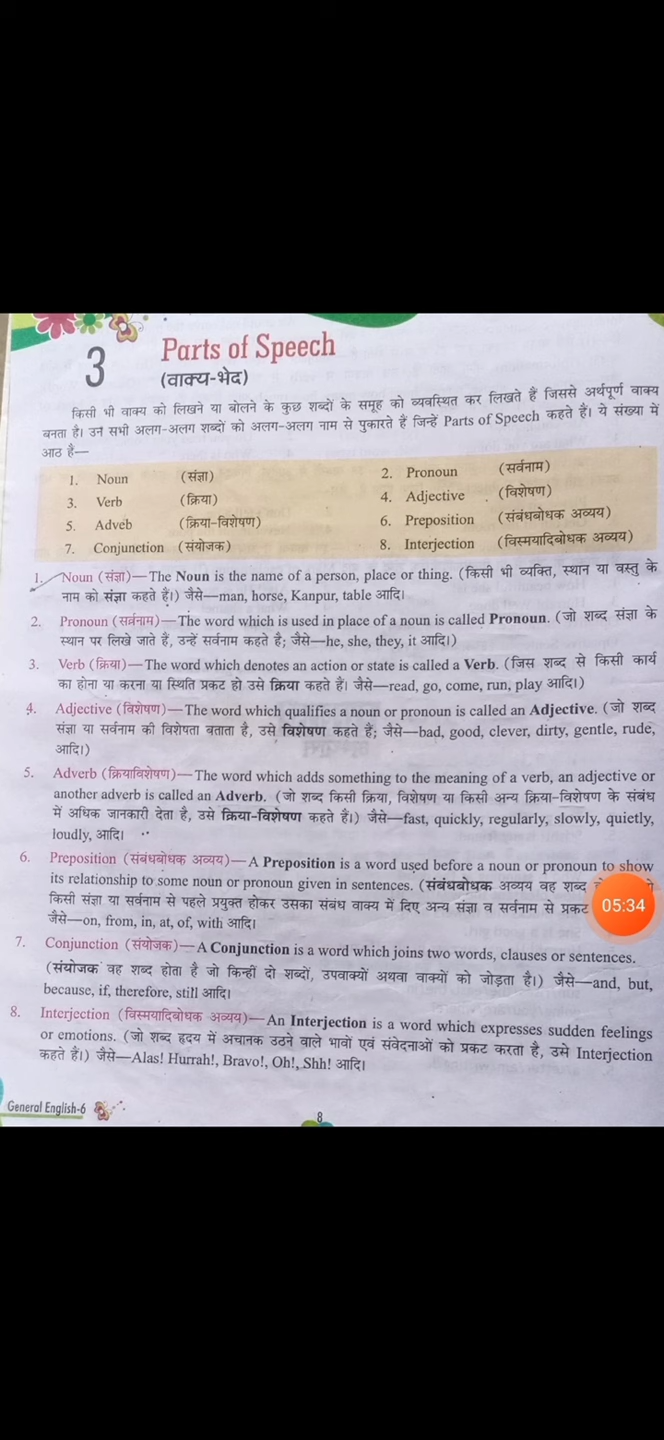 3
Parts of Speech
(वाक्य-भेद)
किसी भी वाक्य को लिखने या बोलने के कुछ शब्दों के समूह को व्यवस्थित कर लिखते हैं जिससे अर्थपूर्ण वाक्य
बनता है। उन सभी अलग-अलग शब्दों को अलग-अलग नाम से पुकारते हैं जिन्हें Parts of Speech कहते हैं। ये संख्या में
आठ है—
1. Noun (संज्ञा) 2. Pronoun (सर्वनाम)
3. Verb (क्रिया) 4. Adjective (विशेषण)
5. Adveb (क्रिया-विशेषण) 6. Preposition (संबंधबोधक अव्यय)
7. Conjunction (संयोजक) 8. Interjection (विस्मयादिबोधक अव्यय)
1. Noun (संज्ञा)—The Noun is the name of a person, place or thing. (किसी भी व्यक्ति, स्थान या वस्तु के
नाम को संज्ञा कहते हैं।) जैसे—man, horse, Kanpur, table आदि।
2. Pronoun (सर्वनाम)—The word which is used in place of a noun is called Pronoun. (जो शब्द संज्ञा के
स्थान पर लिखे जाते हैं, उन्हें सर्वनाम कहते है; जैसे—he, she, they, it आदि।)
3. Verb (क्रिया)—The word which denotes an action or state is called a Verb. (जिस शब्द से किसी कार्य
का होना या करना या स्थिति प्रकट हो उसे क्रिया कहते हैं। जैसे—read, go, come, run, play आदि।)
4. Adjective (विशेषण)—The word which qualifies a noun or pronoun is called an Adjective. (जो शब्द
संज्ञा या सर्वनाम की विशेषता बताता है, उसे विशेषण कहते हैं; जैसे—bad, good, clever, dirty, gentle, rude,
आदि।)
5. Adverb (क्रियाविशेषण)—The word which adds something to the meaning of a verb, an adjective or
another adverb is called an Adverb. (जो शब्द किसी क्रिया, विशेषण या किसी अन्य क्रिया-विशेषण के संबंध
में अधिक जानकारी देता है, उसे क्रिया-विशेषण कहते हैं।) जैसे—fast, quickly, regularly, slowly, quietly,
loudly, आदि।
6. Preposition (संबंधबोधक अव्यय)—A Preposition is a word used before a noun or pronoun to show
its relationship to some noun or pronoun given in sentences. (संबंधबोधक अव्यय वह शब्द
किसी संज्ञा या सर्वनाम से पहले प्रयुक्त होकर उसका संबंध वाक्य में दिए अन्य संज्ञा व सर्वनाम से प्रकट
05:34
जैसे—on, from, in, at, of, with आदि।
7. Conjunction (संयोजक)—A Conjunction is a word which joins two words, clauses or sentences.
(संयोजक वह शब्द होता है जो किन्हीं दो शब्दों, उपवाक्यों अथवा वाक्यों को जोड़ता है।) जैसे—and, but,
because, if, therefore, still आदि।
8. Interjection (विस्मयादिबोधक अव्यय)—An Interjection is a word which expresses sudden feelings
or emotions. (जो शब्द हृदय में अचानक उठने वाले भावों एवं संवेदनाओं को प्रकट करता है, उसे Interjection
कहते हैं।) जैसे—Alas! Hurrah!, Bravo!, Oh!, Shh! आदि।
General English-6
8